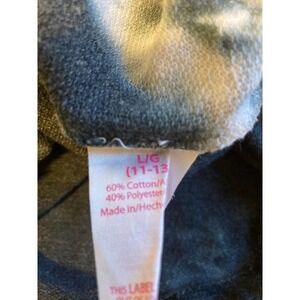 L/G
(11-13
60% Cotton/A
40% Polyester
Made in/Hech
THIS LABEL